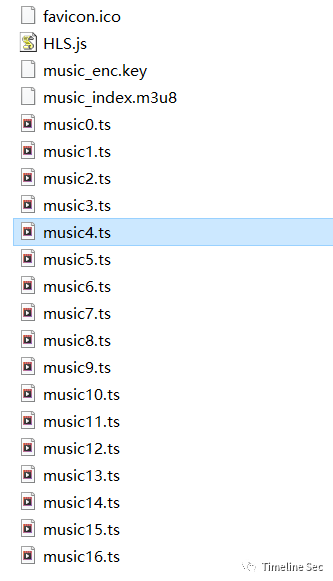 favicon.ico
HLS.js
music_enc.key
music_index.m3u8
music0.ts
music1.ts
music2.ts
music3.ts
music4.ts
music5.ts
music6.ts
music7.ts
music8.ts
music9.ts
music10.ts
music11.ts
music12.ts
music13.ts
music14.ts
music15.ts
music16.ts
Timeline Sec